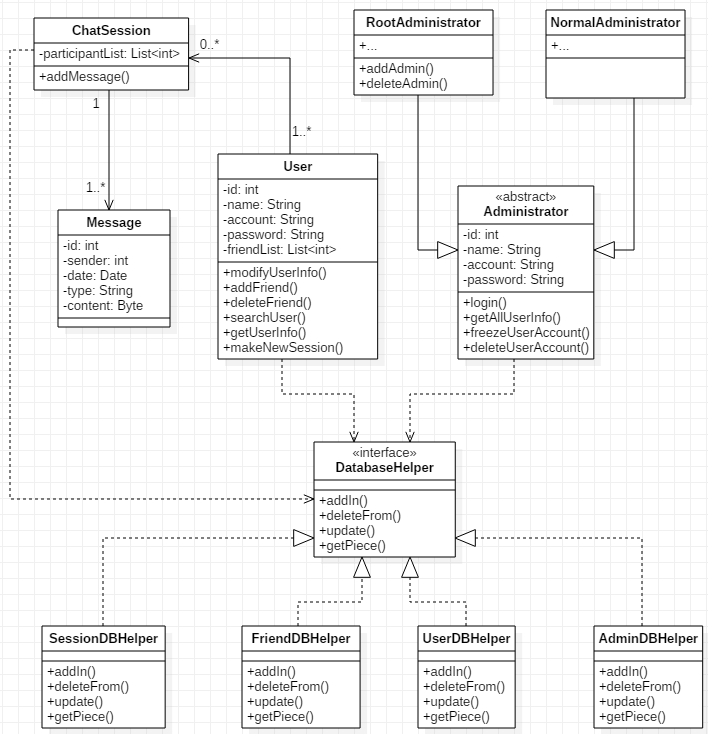 ChatSession
-participantList: List<int>
+addMessage()
RootAdministrator
+...
+addAdmin()
+deleteAdmin()
NormalAdministrator
+...
0..*
1
1..*
1..*
User
-id: int
-name: String
-account: String
-password: String
-friendList: List<int>
+modifyUserInfo()
+addFriend()
+deleteFriend()
+searchUser()
+getUserInfo()
+makeNewSession()
Message
-id: int
-sender: int
-date: Date
-type: String
-content: Byte
«abstract»
Administrator
-id: int
-name: String
-account: String
-password: String
+login()
+getAllUserInfo()
+freezeUserAccount()
+deleteUserAccount()
«interface»
DatabaseHelper
+addIn()
+deleteFrom()
+update()
+getPiece()
SessionDBHelper
+addIn()
+deleteFrom()
+update()
+getPiece()
FriendDBHelper
+addIn()
+deleteFrom()
+update()
+getPiece()
UserDBHelper
+addIn()
+deleteFrom()
+update()
+getPiece()
AdminDBHelper
+addIn()
+deleteFrom()
+update()
+getPiece()